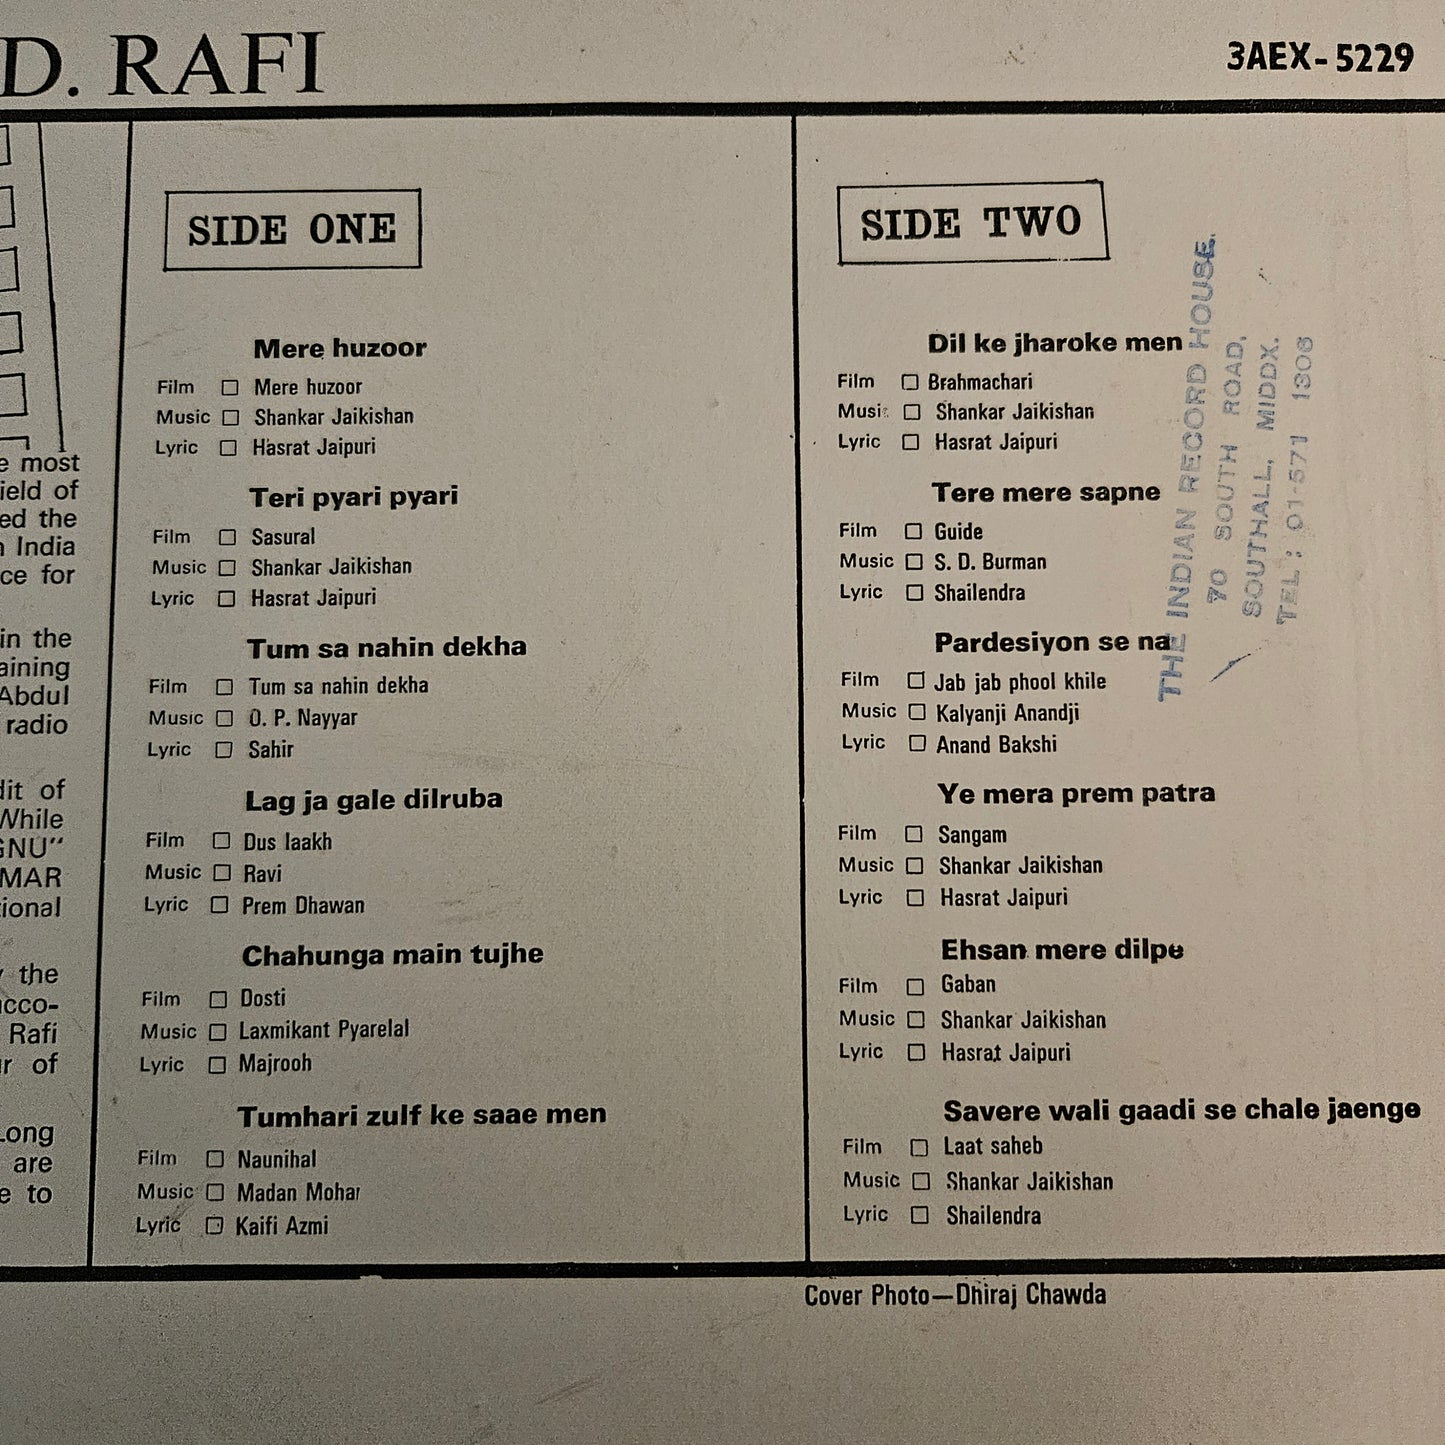 D. RAFI
3AEX-5229
e most
ield of
ed the
India
ce for
in the
aining
Abdul
radio
dit of
While
GNU"
MAR
tional
the
acco-
Rafi
r of
Long
are
e to
SIDE ONE
Mere huzoor
Film □ Mere huzoor
Music □ Shankar Jaikishan
Lyric □ Hasrat Jaipuri
Teri pyari pyari
Film □ Sasural
Music □ Shankar Jaikishan
Lyric □ Hasrat Jaipuri
Tum sa nahin dekha
Film □ Tum sa nahin dekha
Music □ O. P. Nayyar
Lyric □ Sahir
Lag ja gale dilruba
Film □ Dus laakh
Music □ Ravi
Lyric □ Prem Dhawan
Chahunga main tujhe
Film □ Dosti
Music □ Laxmikant Pyarelal
Lyric □ Majrooh
Tumhari zulf ke saae men
Film □ Naunihal
Music □ Madan Mohan
Lyric □ Kaifi Azmi
SIDE TWO
Dil ke jharoke men
Film □ Brahmachari
Music □ Shankar Jaikishan
Lyric □ Hasrat Jaipuri
Tere mere sapne
Film □ Guide
Music □ S. D. Burman
Lyric □ Shailendra
Pardesiyon se na
Film □ Jab jab phool khile
Music □ Kalyanji Anandji
Lyric □ Anand Bakshi
Ye mera prem patra
Film □ Sangam
Music □ Shankar Jaikishan
Lyric □ Hasrat Jaipuri
Ehsan mere dilpe
Film □ Gaban
Music □ Shankar Jaikishan
Lyric □ Hasrat Jaipuri
Savere wali gaadi se chale jaenge
Film □ Laat saheb
Music □ Shankar Jaikishan
Lyric □ Shailendra
THE INDIAN RECORD HOUSE.
70 SOUTH ROAD,
SOUTHALL, MIDDX.
TEL: 01-571 1306
Cover Photo—Dhiraj Chawda